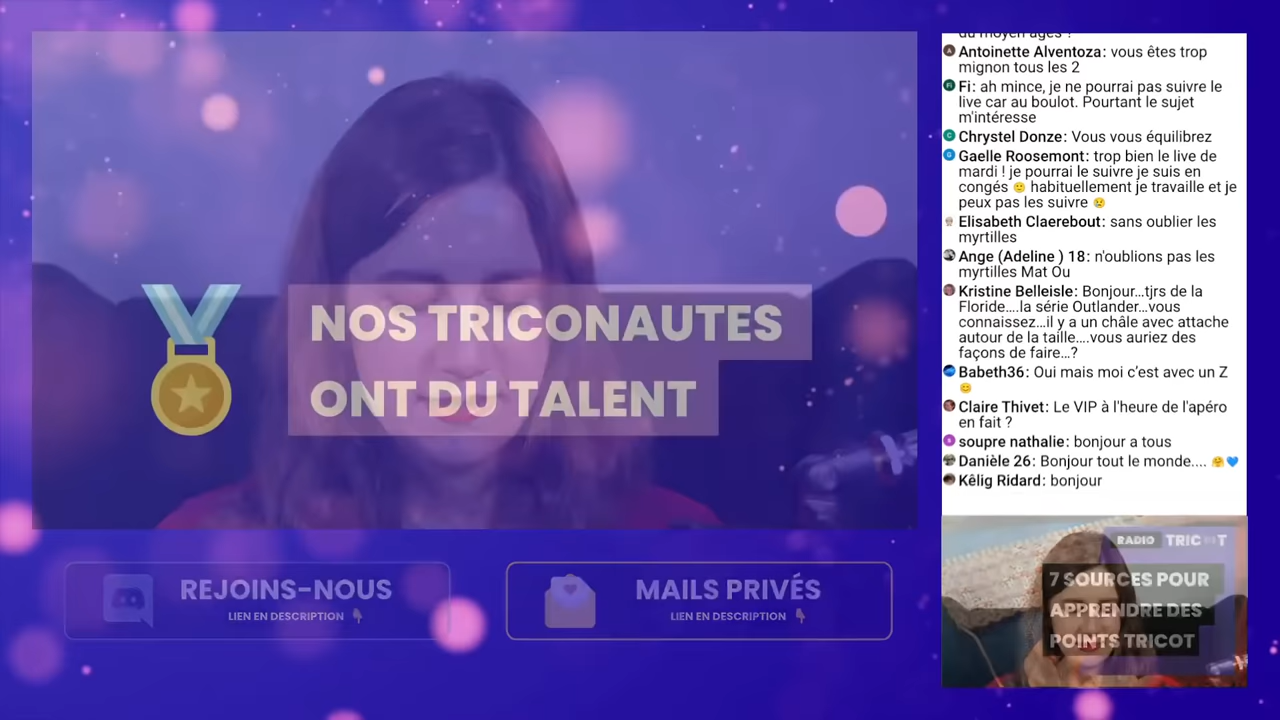 NOS TRICONAUTES
ONT DU TALENT
REJOINS-NOUS
LIEN EN DESCRIPTION
MAILS PRIVÉS
LIEN EN DESCRIPTION
du moyen âges ?
Antoinette Alventoza: vous êtes trop
mignon tous les 2
Fi: ah mince, je ne pourrai pas suivre le
live car au boulot. Pourtant le sujet
m'intéresse
Chrystel Donze: Vous vous équilibrez
Gaelle Roosemont: trop bien le live de
mardi ! je pourrai le suivre je suis en
congés 🙂 habituellement je travaille et je
peux pas les suivre 😢
Elisabeth Claerebout: sans oublier les
myrtilles
Ange (Adeline ) 18: n'oublions pas les
myrtilles Mat Ou
Kristine Belleisle: Bonjour…tjrs de la
Floride….la série Outlander…vous
connaissez…il y a un châle avec attache
autour de la taille….vous auriez des
façons de faire…?
Babeth36: Oui mais moi c’est avec un Z
😊
Claire Thivet: Le VIP à l'heure de l'apéro
en fait ?
soupre nathalie: bonjour a tous
Danièle 26: Bonjour tout le monde.... 🤗💙
Kêlig Ridard: bonjour
RADIO TRICOT
7 SOURCES POUR
APPRENDRE DES
POINTS TRICOT